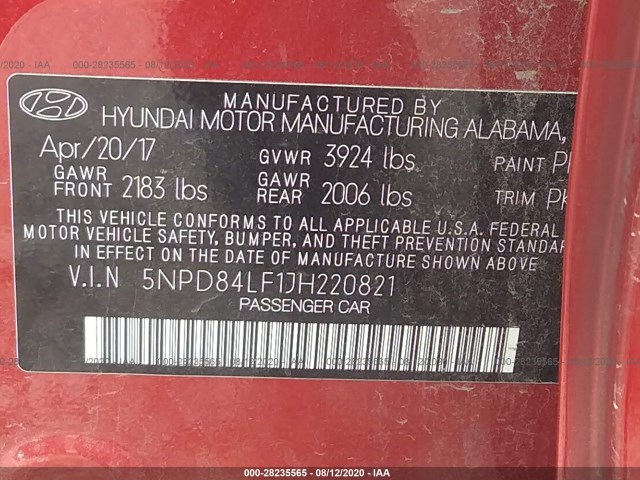 MANUFACTURED BY
HYUNDAI MOTOR MANUFACTURING ALABAMA,
Apr/20/17 GVWR 3924 lbs PAINT
GAWR FRONT 2183 lbs GAWR REAR 2006 lbs TRIM
THIS VEHICLE CONFORMS TO ALL APPLICABLE U.S.A. FEDERAL
MOTOR VEHICLE SAFETY, BUMPER, AND THEFT PREVENTION STANDAR
IN EFFECT ON THE DATE OF MANUFACTURE SHOWN ABOVE
V.I.N 5NPD84LF1JH220821
PASSENGER CAR
000-28235565 - 08/12/2020 - IAA